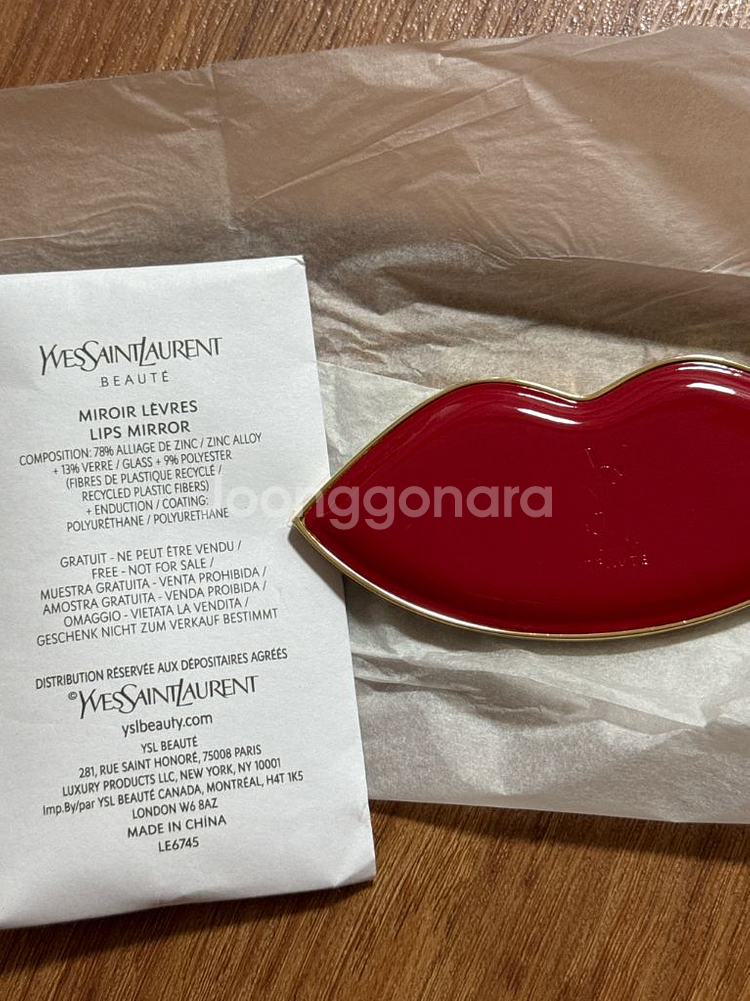 YVESSAINTLAURENT
BEAUTÉ
MIROIR LÈVRES
LIPS MIRROR
COMPOSITION: 78% ALLIAGE DE ZINC / ZINC ALLOY
+ 13% VERRE / GLASS + 9% POLYESTER
(FIBRES DE PLASTIQUE RECYCLÉ /
RECYCLED PLASTIC FIBERS)
+ ENDUCTION / COATING:
POLYURÉTHANE / POLYURETHANE
GRATUIT - NE PEUT ÊTRE VENDU /
FREE - NOT FOR SALE /
MUESTRA GRATUITA - VENTA PROHIBIDA /
AMOSTRA GRATUITA - VENDA PROIBIDA /
OMAGGIO - VIETATA LA VENDITA /
GESCHENK NICHT ZUM VERKAUF BESTIMMT
DISTRIBUTION RÉSERVÉE AUX DÉPOSITAIRES AGRÉÉS
©YVESSAINTLAURENT
yslbeauty.com
YSL BEAUTÉ
281, RUE SAINT HONORÉ, 75008 PARIS
LUXURY PRODUCTS LLC, NEW YORK, NY 10001
Imp.By/par YSL BEAUTÉ CANADA, MONTRÉAL, H4T 1K5
LONDON W6 8AZ
MADE IN CHINA
LE6745
joonggonara